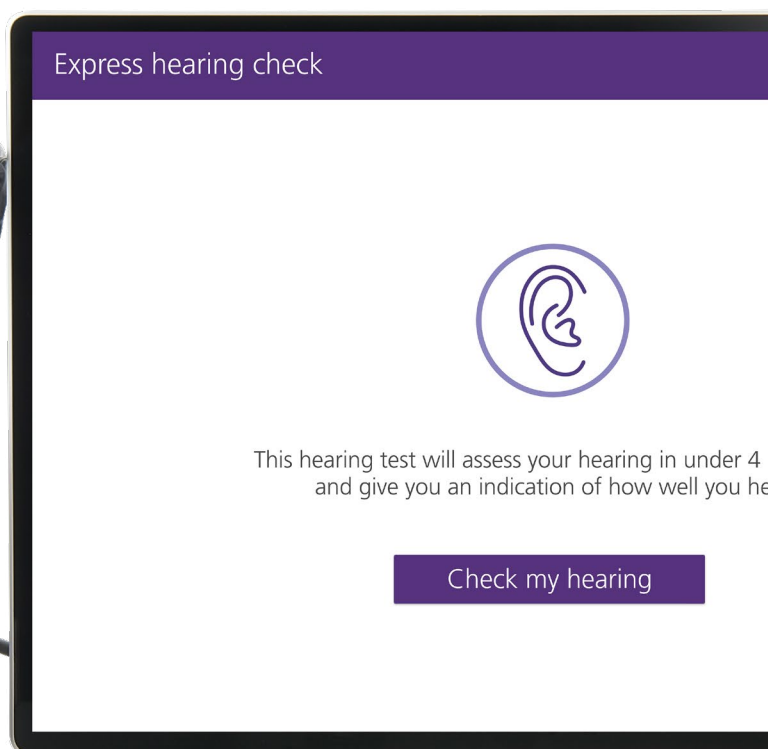 Express hearing check
This hearing test will assess your hearing in under 4
and give you an indication of how well you he
Check my hearing